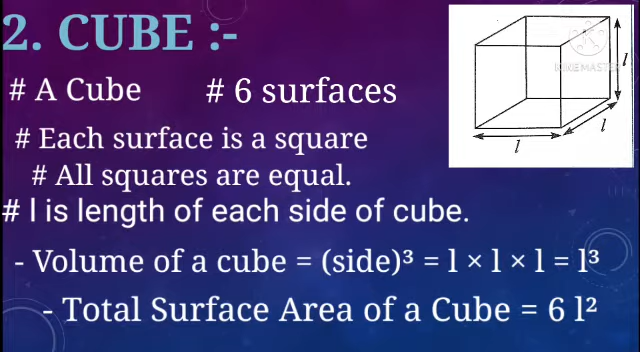 2. CUBE :-
# A Cube # 6 surfaces
# Each surface is a square
# All squares are equal.
# l is length of each side of cube.
- Volume of a cube = (side)³ = l × l × l = l³
- Total Surface Area of a Cube = 6 l²
KINEMASTER
l
l
l